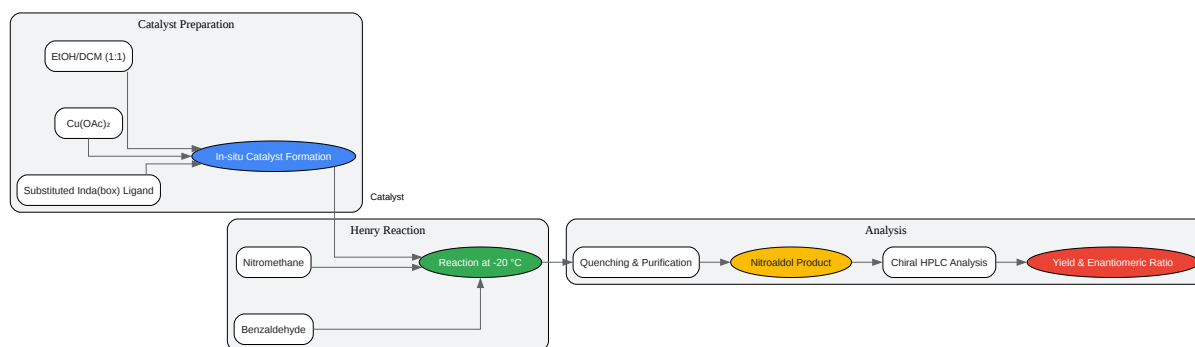 Catalyst Preparation
EtOH/DCM (1:1)
Cu(OAc)₂
In-situ Catalyst Formation
Substituted Inda(box) Ligand
Catalyst
Henry Reaction
Nitromethane
Reaction at -20 °C
Benzaldehyde
Analysis
Quenching & Purification
Nitroaldol Product
Chiral HPLC Analysis
Yield & Enantiomeric Ratio